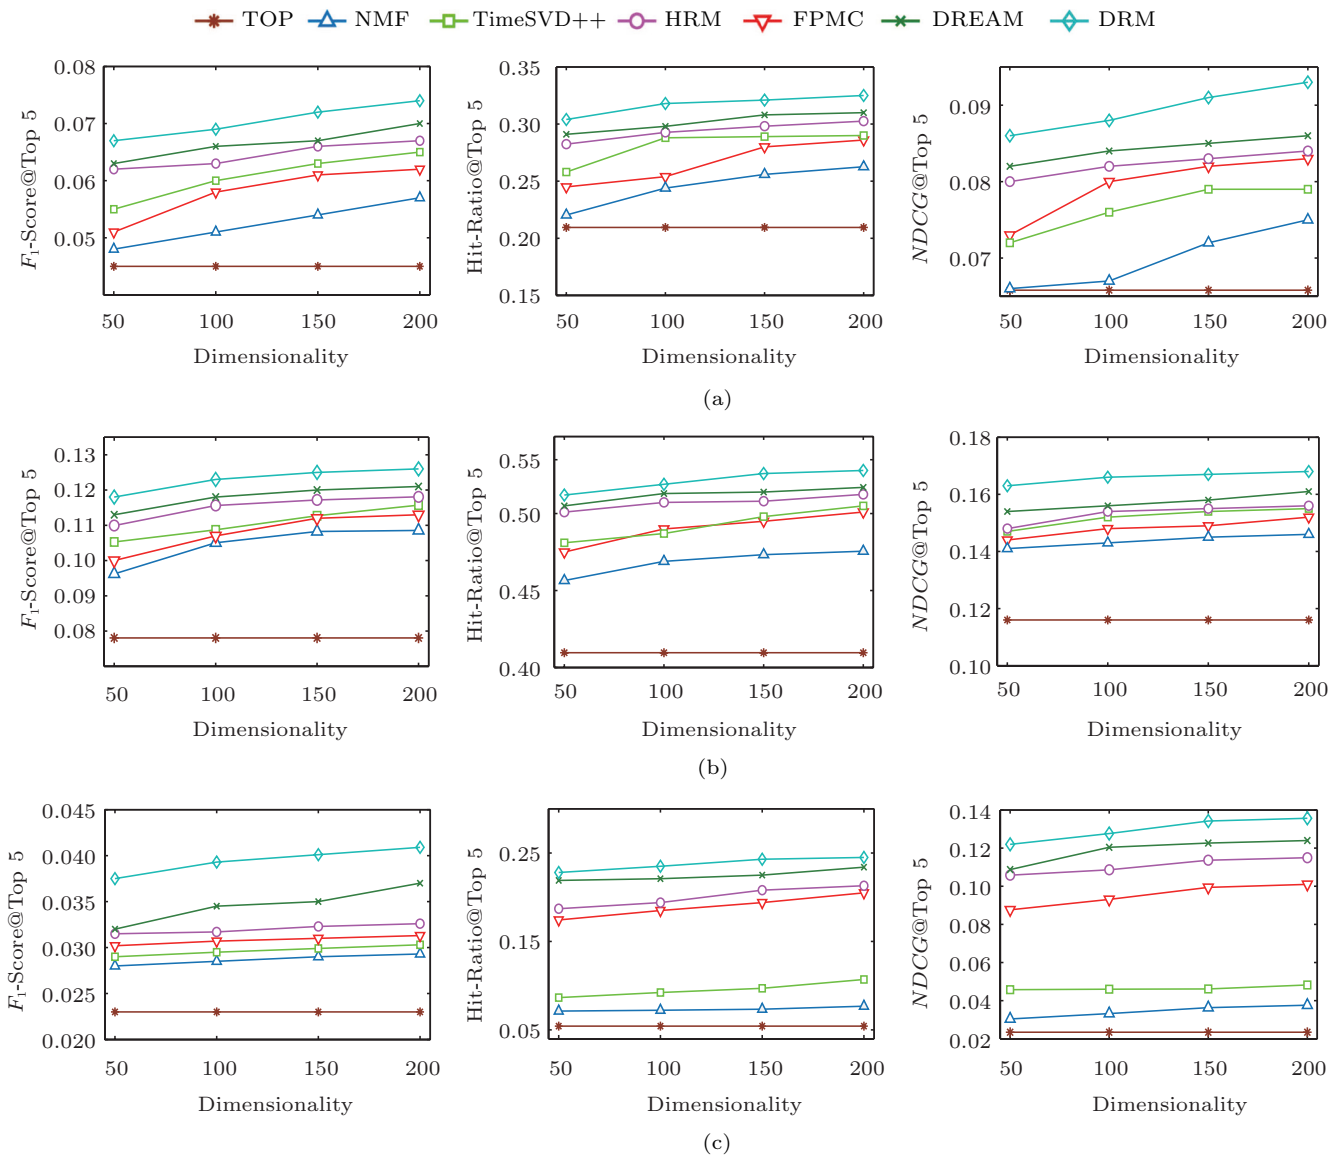 TOP NMF TimeSVD++ HRM FPMC DREAM DRM
F1-Score@Top 5
0.08
0.07
0.06
0.05
50 100 150 200
Dimensionality
Hit-Ratio@Top 5
0.35
0.30
0.25
0.20
0.15
50 100 150 200
Dimensionality
NDCG@Top 5
0.09
0.08
0.07
50 100 150 200
Dimensionality
(a)
F1-Score@Top 5
0.13
0.12
0.11
0.10
0.09
0.08
50 100 150 200
Dimensionality
Hit-Ratio@Top 5
0.55
0.50
0.45
0.40
50 100 150 200
Dimensionality
NDCG@Top 5
0.18
0.16
0.14
0.12
0.10
50 100 150 200
Dimensionality
(b)
F1-Score@Top 5
0.045
0.040
0.035
0.030
0.025
0.020
50 100 150 200
Dimensionality
Hit-Ratio@Top 5
0.25
0.15
0.05
50 100 150 200
Dimensionality
NDCG@Top 5
0.14
0.12
0.10
0.08
0.06
0.04
0.02
50 100 150 200
Dimensionality
(c)